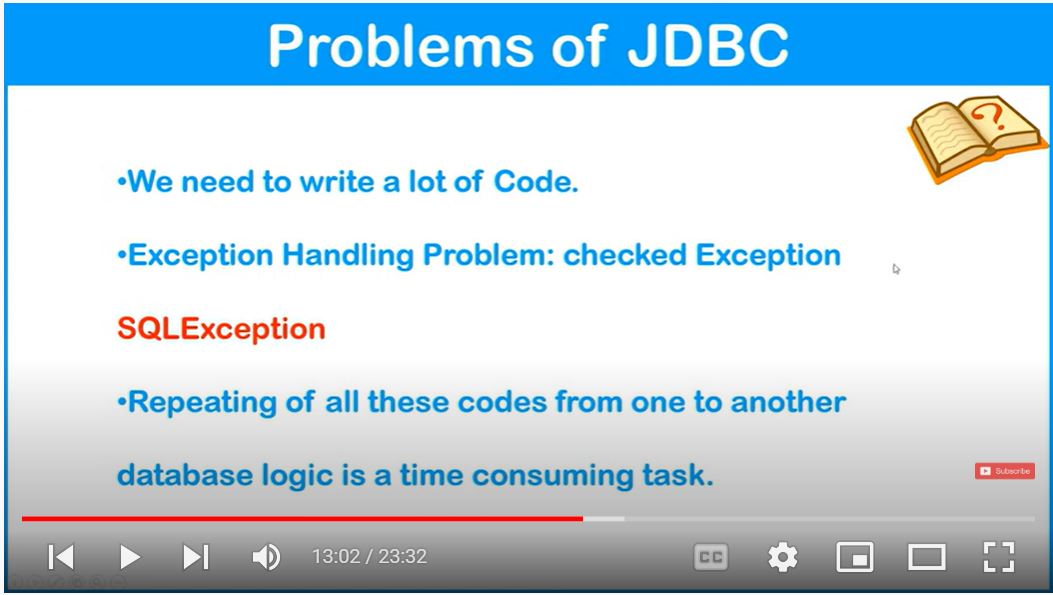 Problems of JDBC
•We need to write a lot of Code.
•Exception Handling Problem: checked Exception
SQLException
•Repeating of all these codes from one to another
database logic is a time consuming task.
Subscribe
13:02 / 23:32
CC